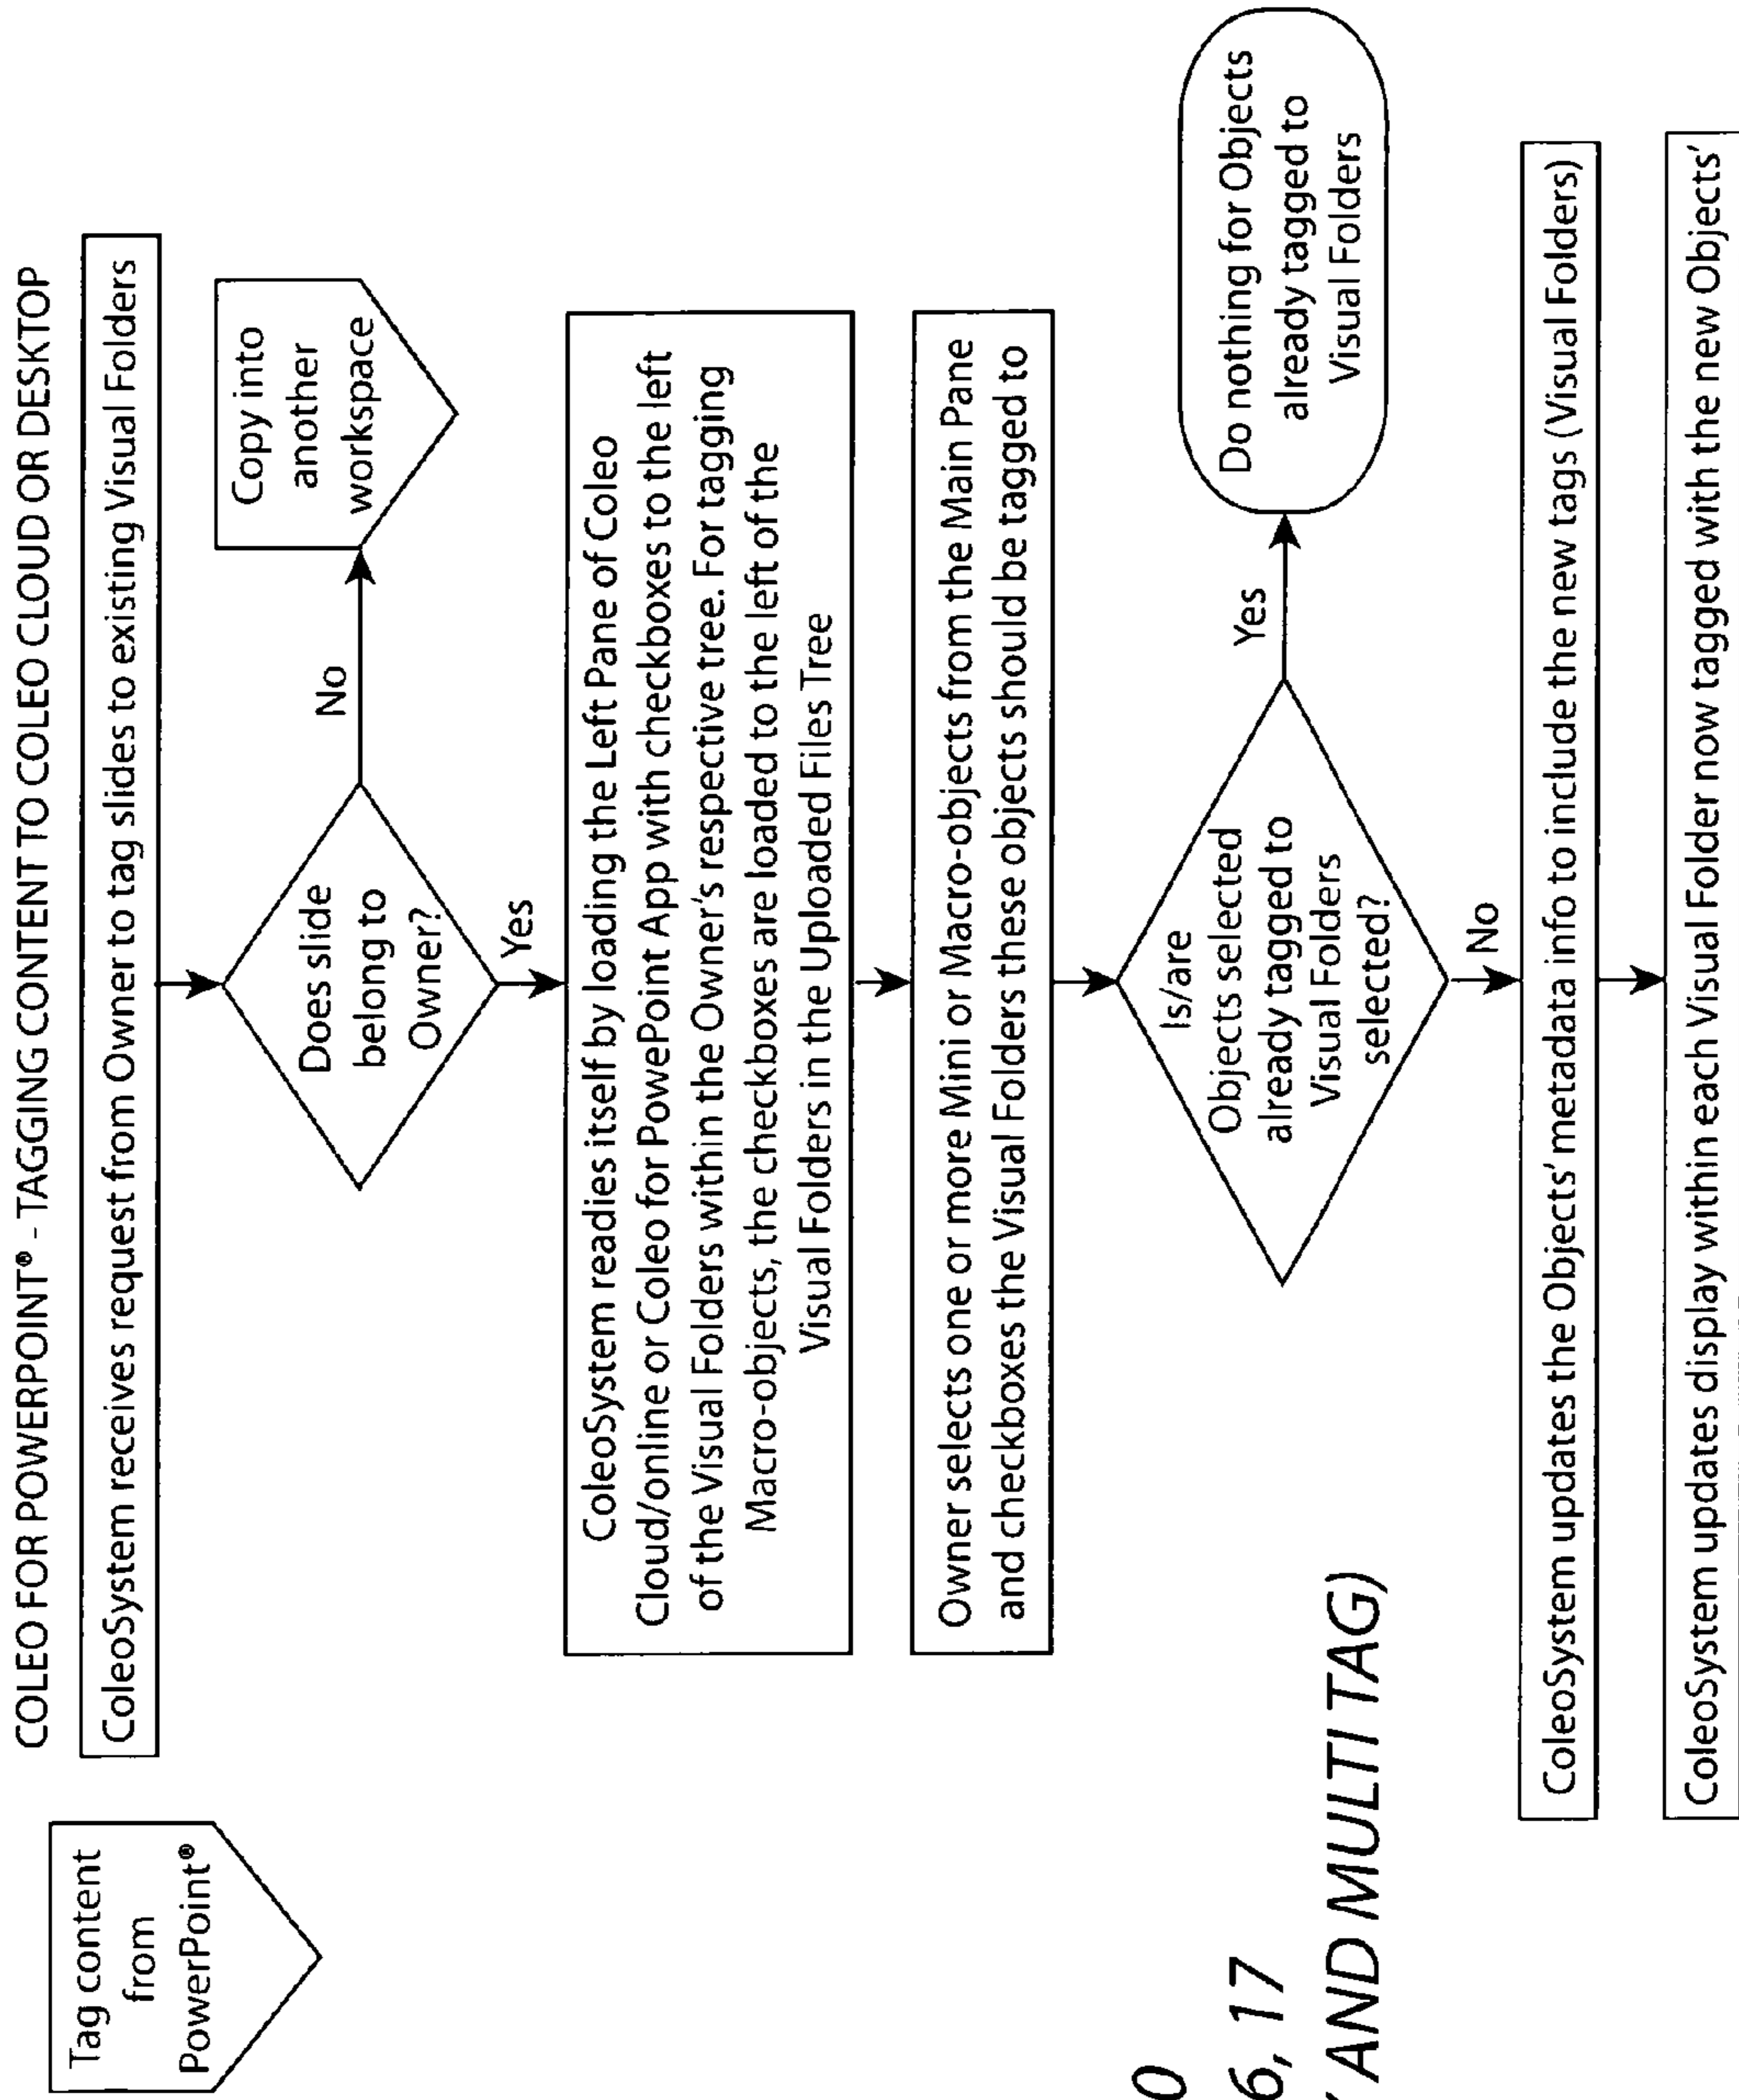 COLEO FOR POWERPOINT® - TAGGING CONTENT TO COLEO CLOUD OR DESKTOP
Tag content
from
PowerPoint®
ColeoSystem receives request from Owner to tag slides to existing Visual Folders
Does slide
belong to
Owner?
No
Copy into
another
workspace
Yes
ColeoSystem readies itself by loading the Left Pane of Coleo
Cloud/online or Coleo for PowePoint App with checkboxes to the left
of the Visual Folders within the Owner's respective tree. For tagging
Macro-objects, the checkboxes are loaded to the left of the
Visual Folders in the Uploaded Files Tree
Owner selects one or more Mini or Macro-objects from the Main Pane
and checkboxes the Visual Folders these objects should be tagged to
Is/are
Objects selected
already tagged to
Visual Folders
selected?
Yes
Do nothing for Objects
already tagged to
Visual Folders
No
ColeoSystem updates the Objects' metadata info to include the new tags (Visual Folders)
ColeoSystem updates display within each Visual Folder now tagged with the new Objects'
0
6, 17
AND MULTI TAG)